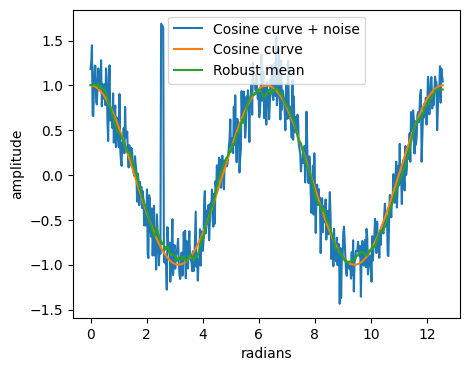 Cosine curve + noise
Cosine curve
Robust mean
amplitude
1.5
1.0
0.5
0.0
−0.5
−1.0
−1.5
0 2 4 6 8 10 12
radians